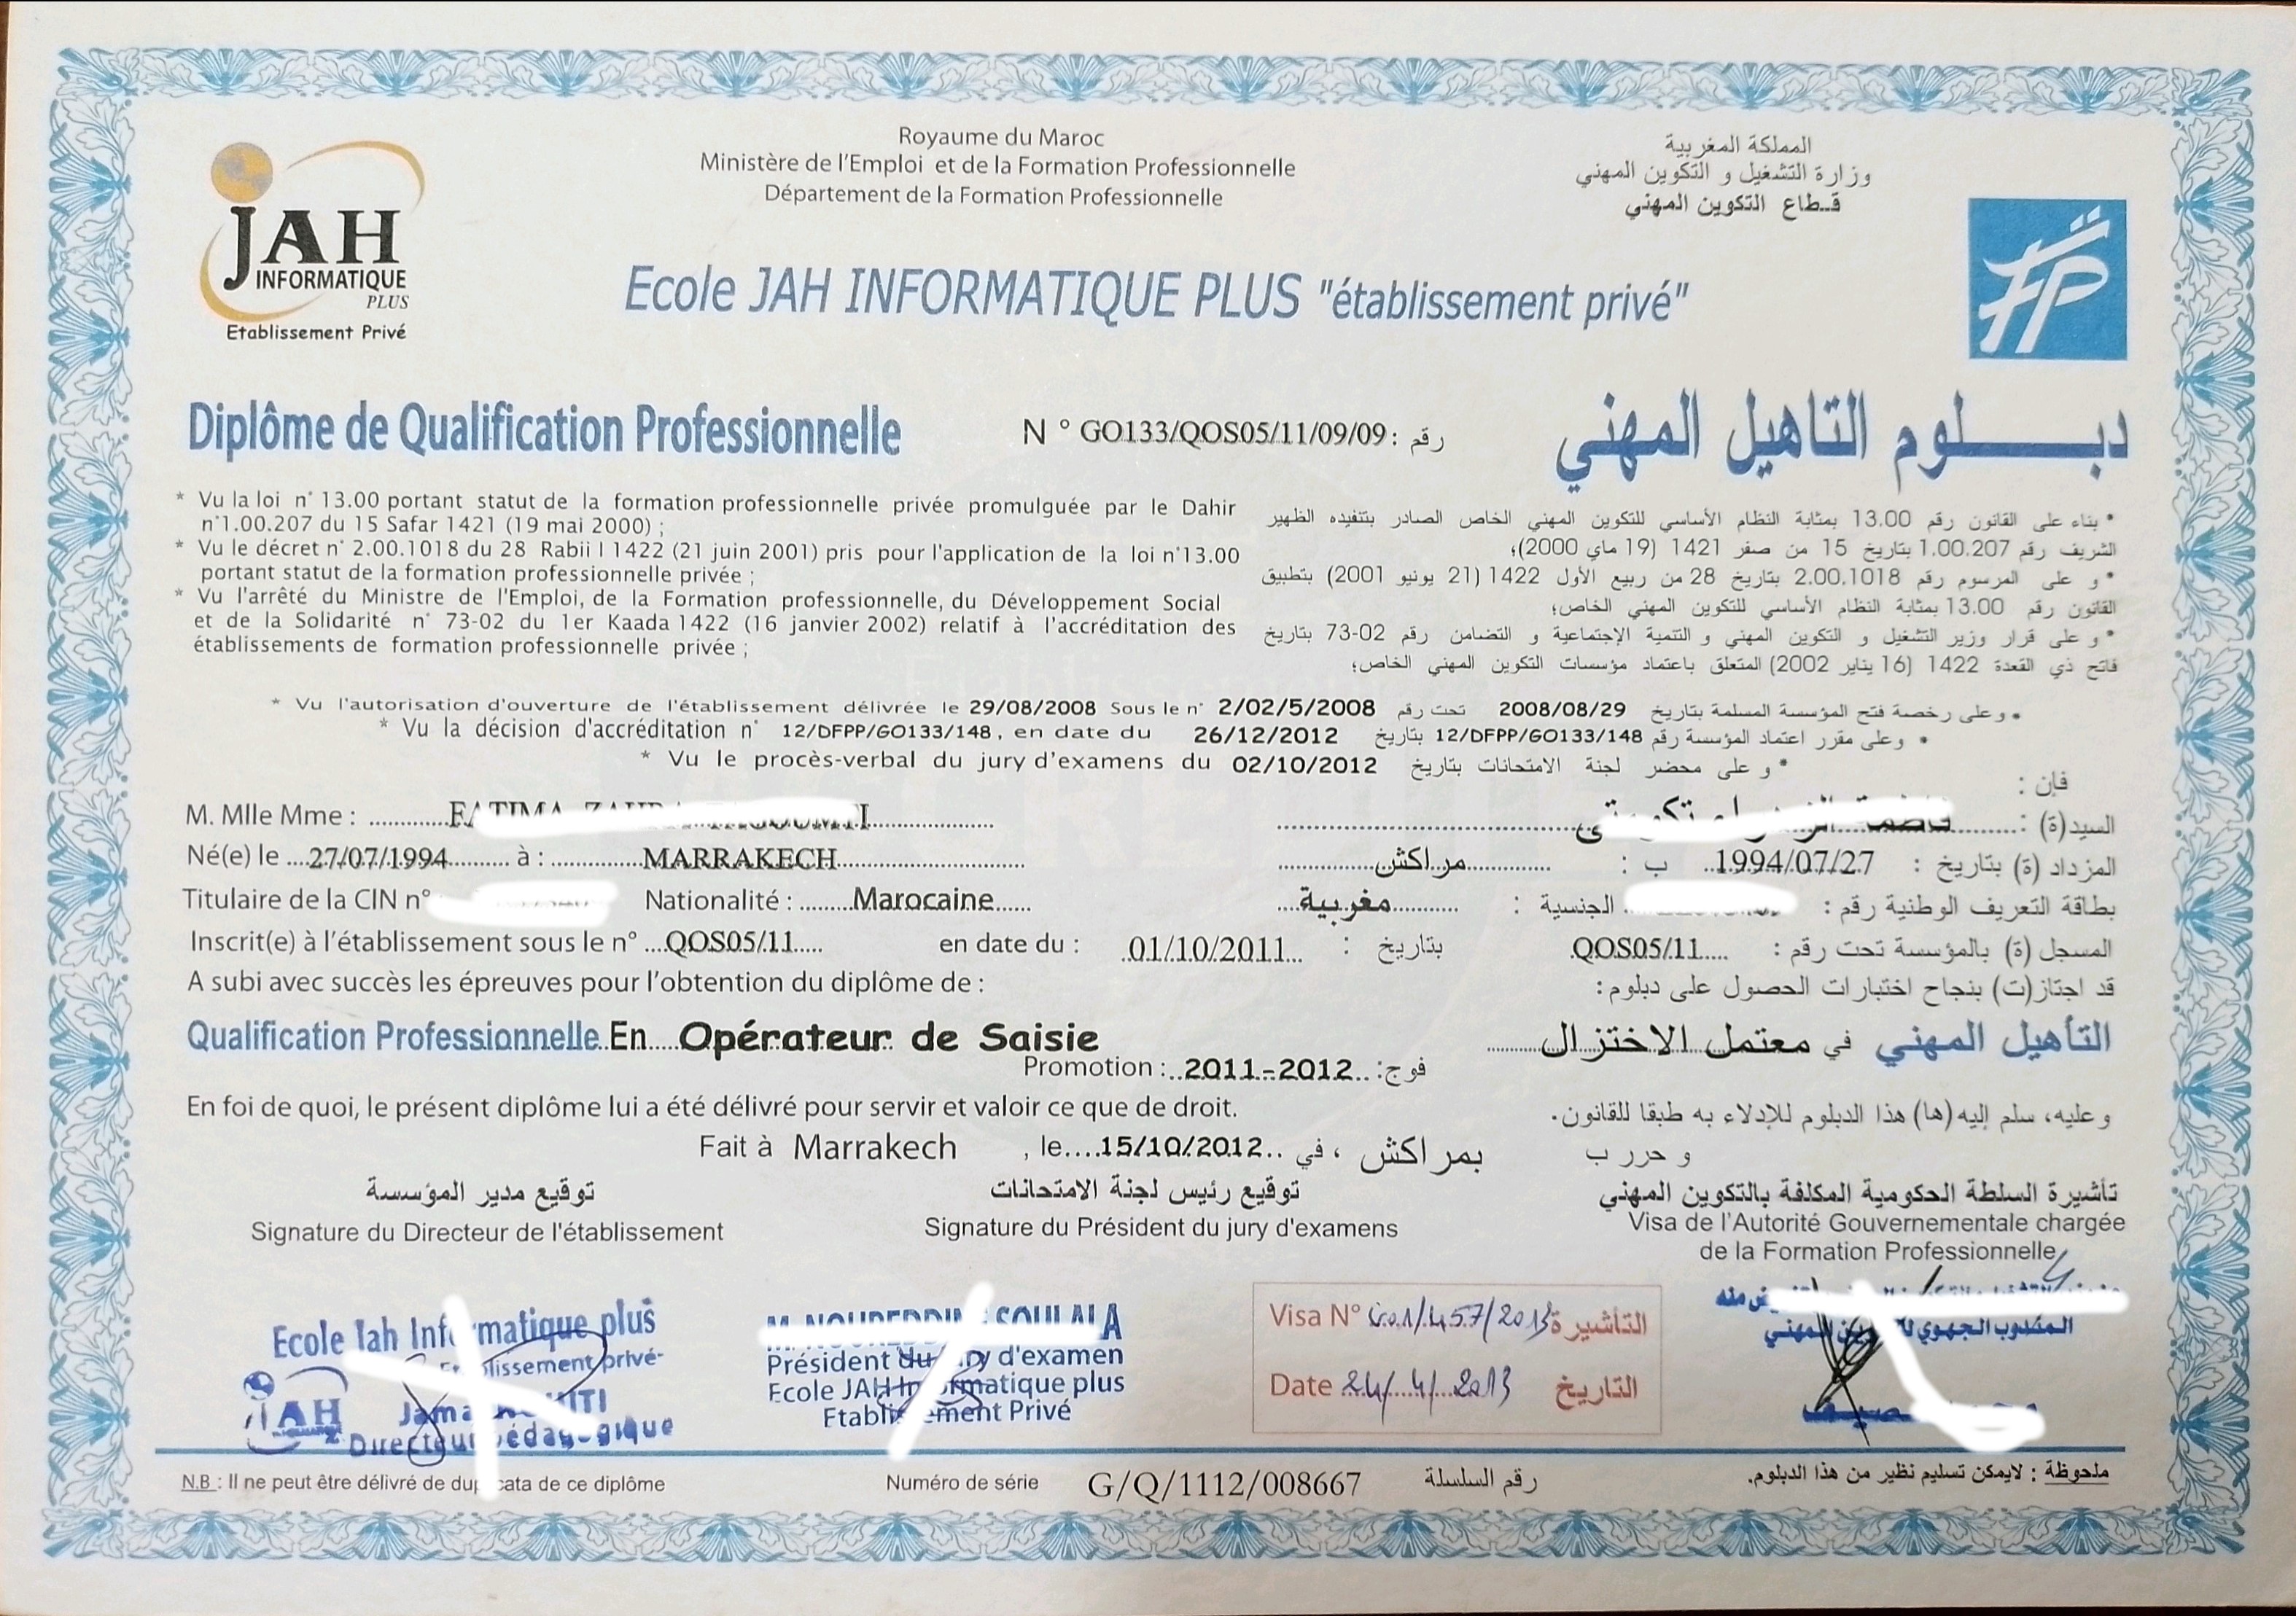 Royaume du Maroc
Ministère de l'Emploi et de la Formation Professionnelle
Département de la Formation Professionnelle
المملكة المغربية
وزارة التشغيل و التكوين المهني
قـطاع التكوين المهني
JAH
INFORMATIQUE
PLUS
Etablissement Privé
FP
Ecole JAH INFORMATIQUE PLUS "établissement privé"
Diplôme de Qualification Professionnelle
N ° GO133/QOS05/11/09/09 : رقم
دبـــلوم التاهيل المهني
* Vu la loi n° 13.00 portant statut de la formation professionnelle privée promulguée par le Dahir
n°1.00.207 du 15 Safar 1421 (19 mai 2000) ;
* Vu le décret n° 2.00.1018 du 28 Rabii I 1422 (21 juin 2001) pris pour l'application de la loi n°13.00
portant statut de la formation professionnelle privée ;
* Vu l'arrêté du Ministre de l'Emploi, de la Formation professionnelle, du Développement Social
et de la Solidarité n° 73-02 du 1er Kaada 1422 (16 janvier 2002) relatif à l'accréditation des
établissements de formation professionnelle privée ;
* بناء على القانون رقم 13.00 بمثابة النظام الأساسي للتكوين المهني الخاص الصادر بتنفيده الظهير
الشريف رقم 1.00.207 بتاريخ 15 من صفر 1421 (19 ماي 2000)؛
* و على المرسوم رقم 2.00.1018 بتاريخ 28 من ربيع الأول 1422 (21 يونيو 2001) بتطبيق
القانون رقم 13.00 بمثابة النظام الأساسي للتكوين المهني الخاص؛
* و على قرار وزير التشغيل و التكوين المهني و التنمية الإجتماعية و التضامن رقم 73-02 بتاريخ
فاتح ذي القعدة 1422 (16 يناير 2002) المتعلق باعتماد مؤسسات التكوين المهني الخاص؛
* Vu l'autorisation d'ouverture de l'établissement délivrée le 29/08/2008 Sous le n° 2/02/5/2008 وعلى رخصة فتح المؤسسة المسلمة بتاريخ 2008/08/29 تحت رقم
* Vu la décision d'accréditation n° 12/DFPP/GO133/148, en date du 26/12/2012 وعلى مقرر اعتماد المؤسسة رقم 12/DFPP/GO133/148 بتاريخ
* Vu le procès-verbal du jury d'examens du 02/10/2012 و على محضر لجنة الامتحانات بتاريخ
فإن :
M. Mlle Mme :
السيد(ة) :
Né(e) le ....27/07/1994.......... à : ..............MARRAKECH
المزداد (ة) بتاريخ : 1994/07/27 ب : مراكش
Titulaire de la CIN n° Nationalité : ........Marocaine......
بطاقة التعريف الوطنية رقم : الجنسية : مغربية
Inscrit(e) à l'établissement sous le n° ....QOS05/11..... en date du : .01/10/2011... : بتاريخ
المسجل (ة) بالمؤسسة تحت رقم : QOS05/11
A subi avec succès les épreuves pour l'obtention du diplôme de :
قد اجتاز(ت) بنجاح اختبارات الحصول على دبلوم:
Qualification Professionnelle En Opérateur de Saisie
التأهيل المهني في معتمل الاختزال
Promotion : ..2011-2012.. :فوج
En foi de quoi, le présent diplôme lui a été délivré pour servir et valoir ce que de droit.
وعليه، سلم إليه(ها) هذا الدبلوم للإدلاء به طبقا للقانون.
Fait à Marrakech , le....15/10/2012.. و حرر ب بمراكش ، في
توقيع مدير المؤسسة
Signature du Directeur de l'établissement
توقيع رئيس لجنة الامتحانات
Signature du Président du jury d'examens
تأشيرة السلطة الحكومية المكلفة بالتكوين المهني
Visa de l'Autorité Gouvernementale chargée
de la Formation Professionnelle
Ecole Jah Informatique plus
Etablissement privé
JAH
Directeur pédagogique
M. NOUREDDINE SOULALA
Président du jury d'examen
Ecole JAH Informatique plus
Etablissement Privé
Visa N° 457/2013 التأشيرة
Date 24/4/2013 التاريخ
المندوب الجهوي للتكوين المهني
N.B : Il ne peut être délivré de duplicata de ce diplôme
Numéro de série G/Q/1112/008667 رقم السلسلة
ملحوظة : لايمكن تسليم نظير من هذا الدبلوم.